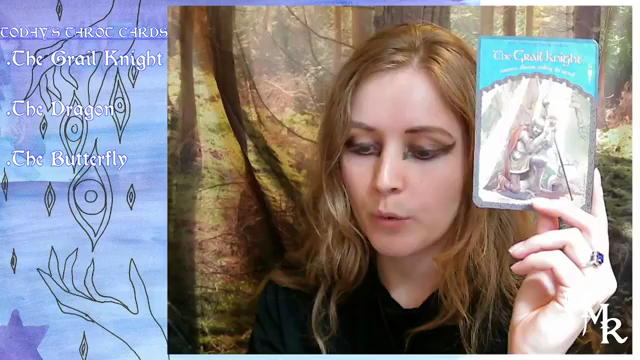 TODAY'S TAROT CARDS
.The Grail Knight
.The Dragon
.The Butterfly
The Grail Knight
MR